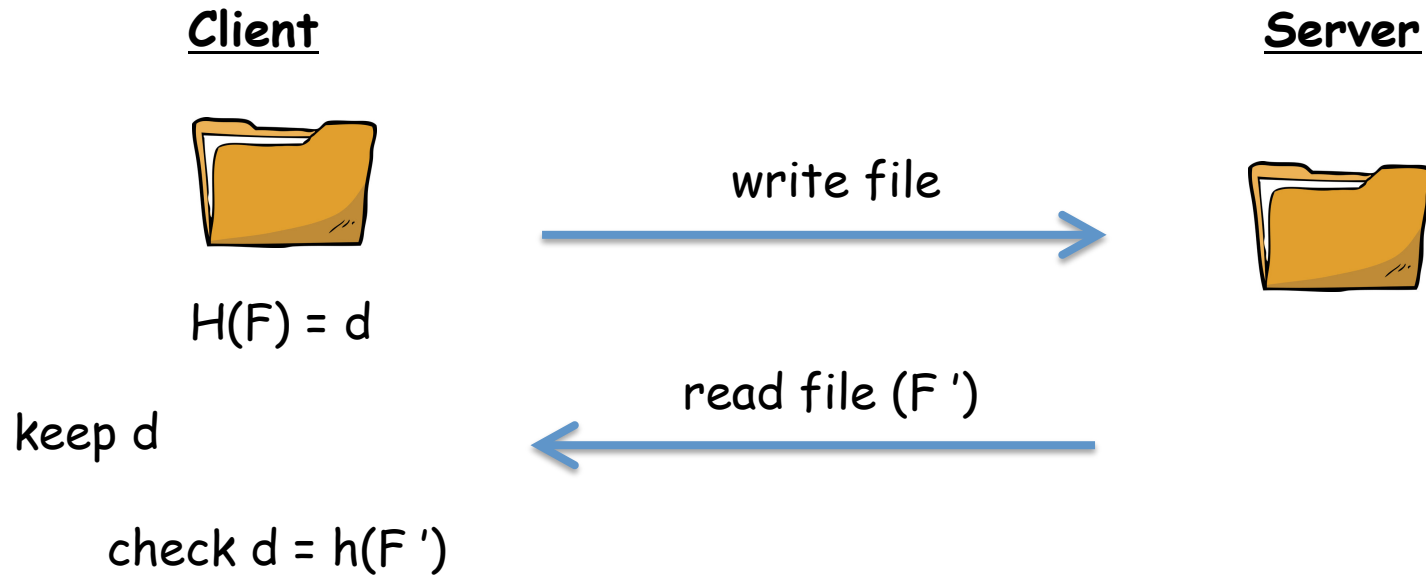 Client
Server
write file
H(F) = d
read file (F ')
keep d
check d = h(F ')